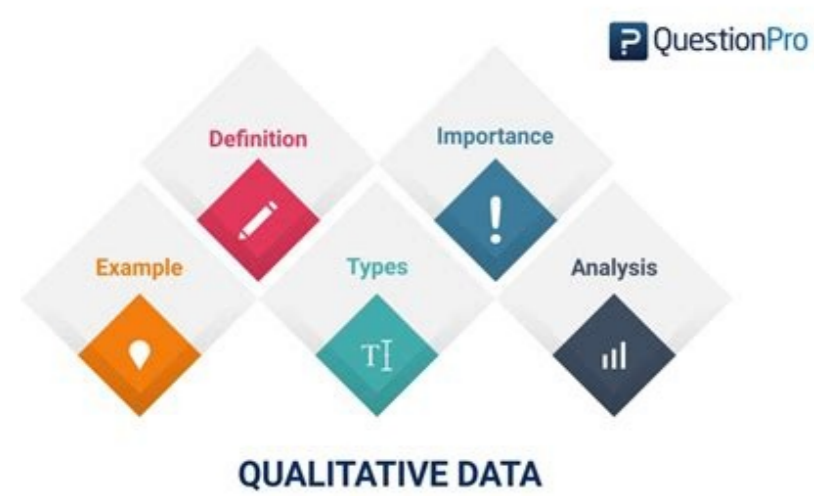 QuestionPro
Definition
Importance
Example
Types
Analysis
T
QUALITATIVE DATA